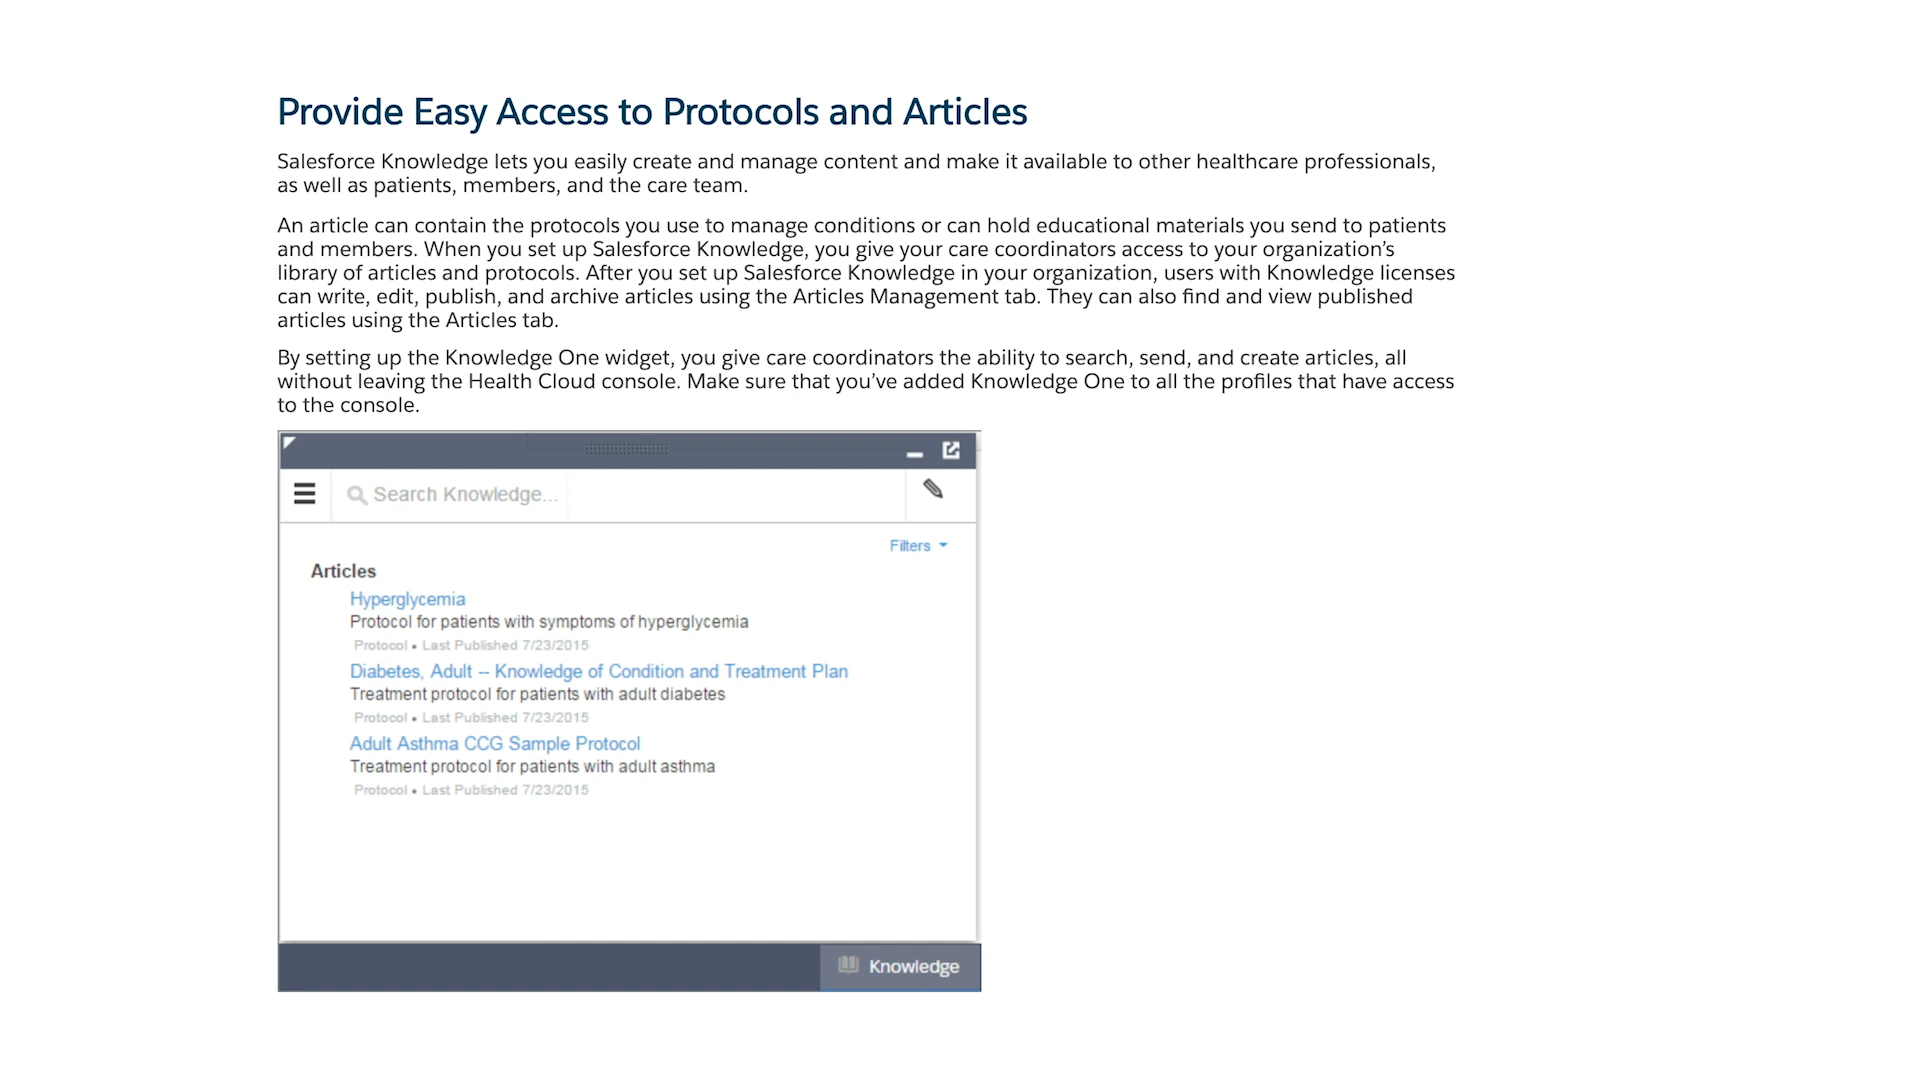 Provide Easy Access to Protocols and Articles
Salesforce Knowledge lets you easily create and manage content and make it available to other healthcare professionals,
as well as patients, members, and the care team.
An article can contain the protocols you use to manage conditions or can hold educational materials you send to patients
and members. When you set up Salesforce Knowledge, you give your care coordinators access to your organization’s
library of articles and protocols. After you set up Salesforce Knowledge in your organization, users with Knowledge licenses
can write, edit, publish, and archive articles using the Articles Management tab. They can also find and view published
articles using the Articles tab.
By setting up the Knowledge One widget, you give care coordinators the ability to search, send, and create articles, all
without leaving the Health Cloud console. Make sure that you’ve added Knowledge One to all the profiles that have access
to the console.
Search Knowledge...
Filters
Articles
Hyperglycemia
Protocol for patients with symptoms of hyperglycemia
Protocol • Last Published 7/23/2015
Diabetes, Adult -- Knowledge of Condition and Treatment Plan
Treatment protocol for patients with adult diabetes
Protocol • Last Published 7/23/2015
Adult Asthma CCG Sample Protocol
Treatment protocol for patients with adult asthma
Protocol • Last Published 7/23/2015
Knowledge